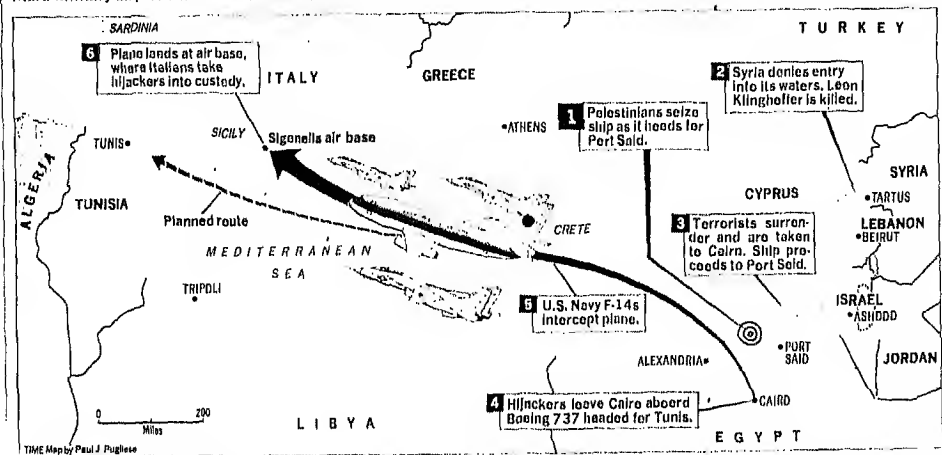 SARDINIA
TURKEY
6 Plane lands at air base,
where Italians take
hijackers into custody.
ITALY
GREECE
2 Syria denies entry
into its waters. Leon
Klinghoffer is killed.
1 Palestinians seize
ship as it heads for
Port Said.
ATHENS
SICILY
Sigonella air base
TUNIS
ALGERIA
TUNISIA
SYRIA
TARTUS
CYPRUS
LEBANON
BEIRUT
Planned route
CRETE
3 Terrorists surren-
der and are taken
to Cairo. Ship pro-
ceeds to Port Said.
MEDITERRANEAN
SEA
TRIPOLI
5 U.S. Navy F-14s
intercept plane.
ISRAEL
ASHDOD
PORT
SAID
ALEXANDRIA
JORDAN
4 Hijackers leave Cairo aboard
Boeing 737 headed for Tunis.
CAIRO
0 200
Miles
LIBYA
EGYPT
TIME Map by Paul J. Pugliese